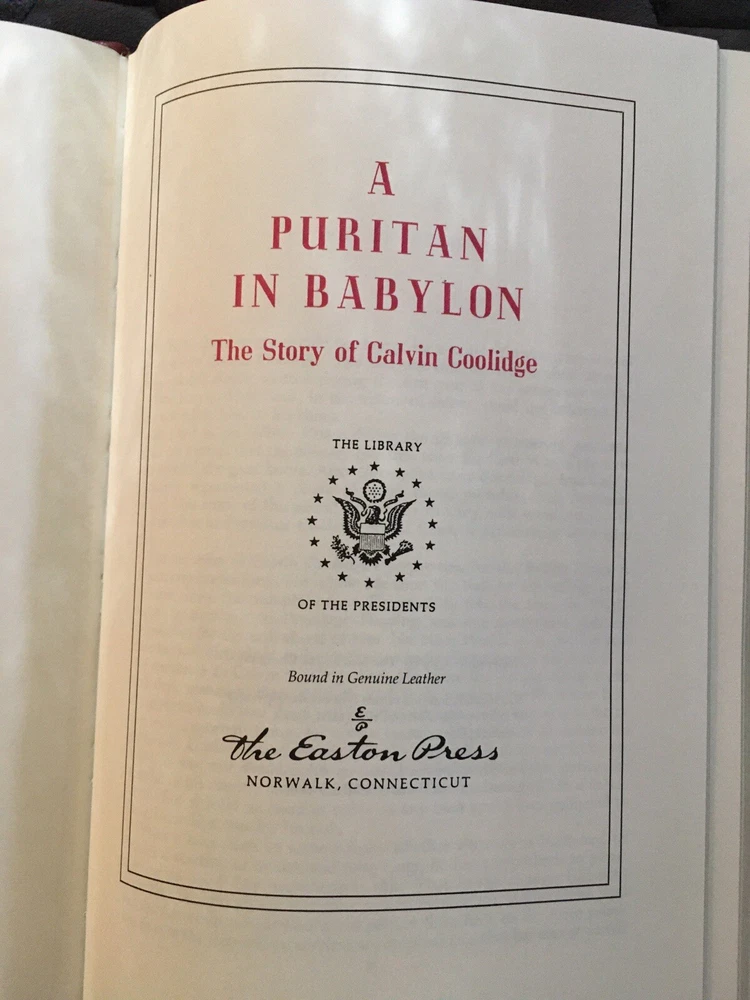 A
PURITAN
IN BABYLON
The Story of Calvin Coolidge
THE LIBRARY
OF THE PRESIDENTS
Bound in Genuine Leather
E
P
The Easton Press
NORWALK, CONNECTICUT